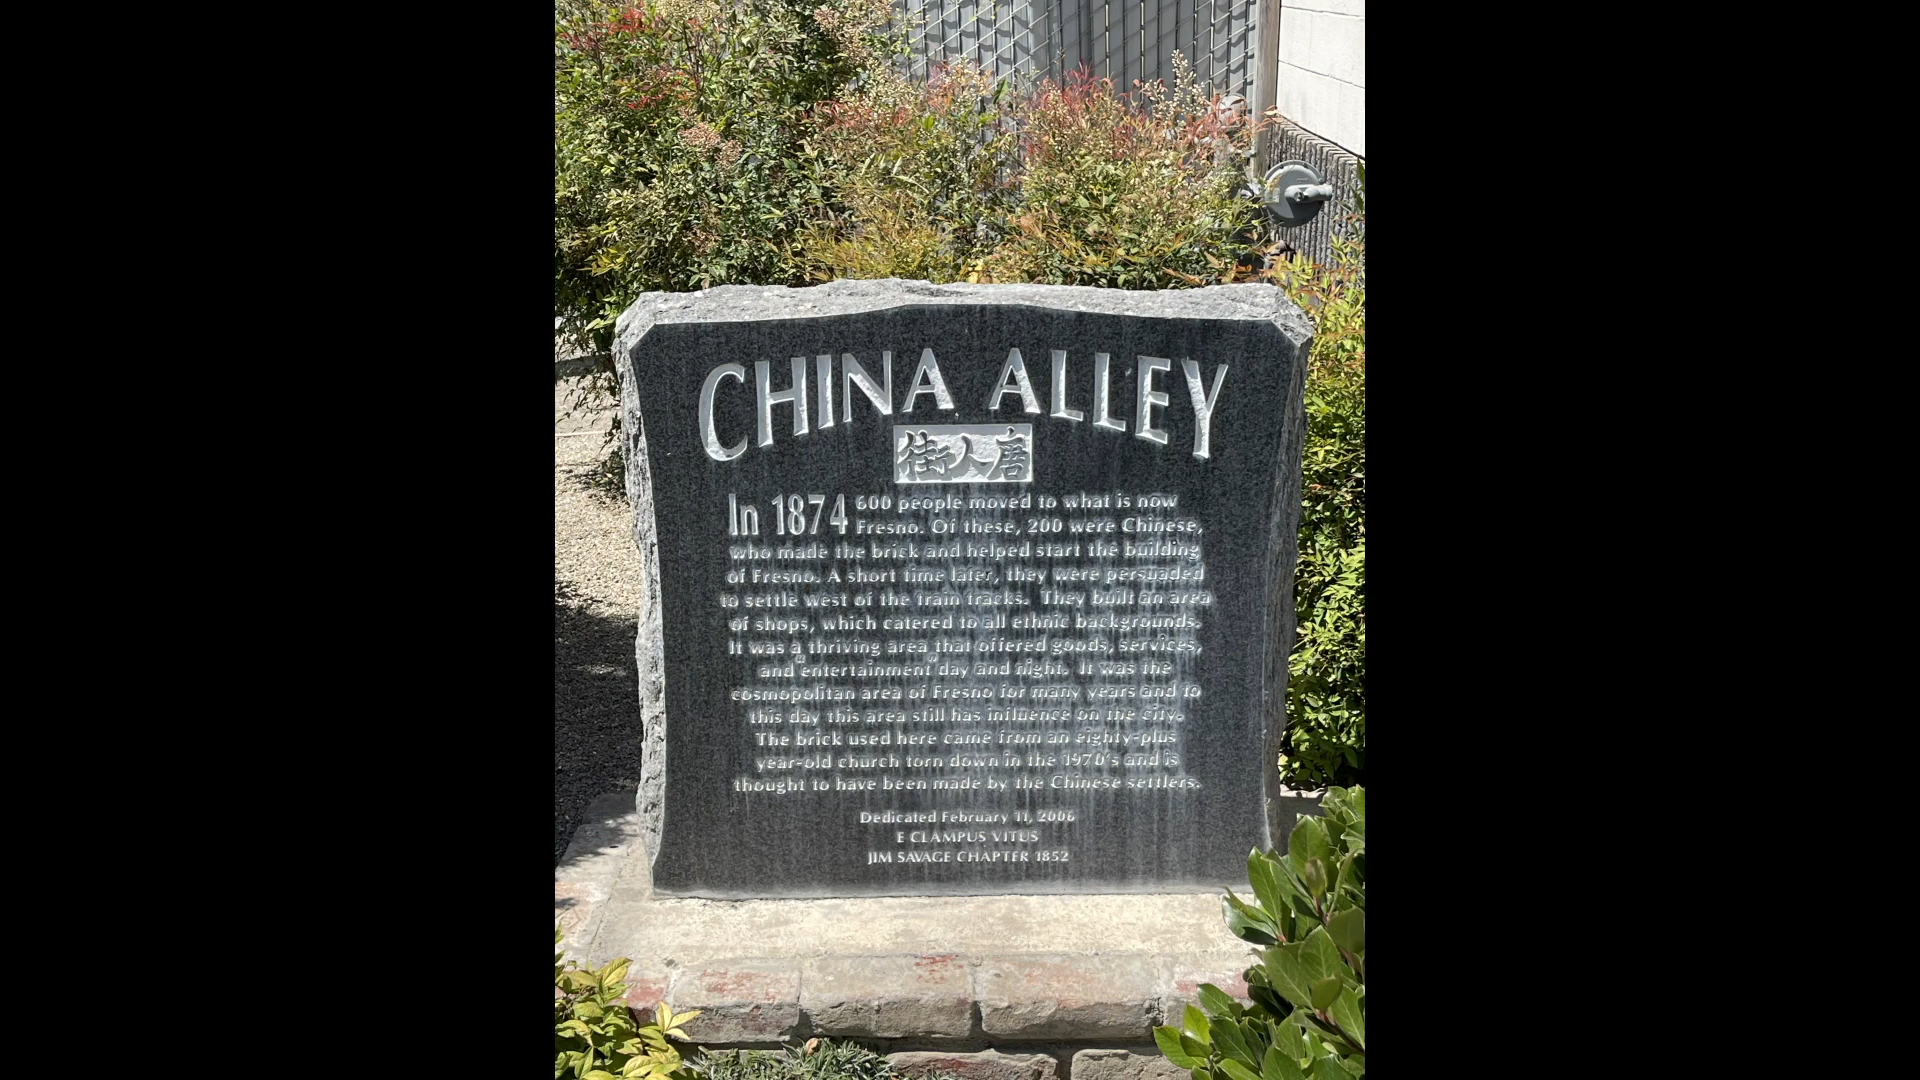 CHINA ALLEY
街人唐
In 1874 600 people moved to what is now
Fresno. Of these, 200 were Chinese,
who made the brick and helped start the building
of Fresno. A short time later, they were persuaded
to settle west of the train tracks. They built an area
of shops, which catered to all ethnic backgrounds.
It was a thriving area that offered goods, services,
and "entertainment" day and night. It was the
cosmopolitan area of Fresno for many years and to
this day this area still has influence on the city.
The brick used here came from an eighty-plus
year-old church torn down in the 1970's and is
thought to have been made by the Chinese settlers.
Dedicated February 11, 2006
E CLAMPUS VITUS
JIM SAVAGE CHAPTER 1852